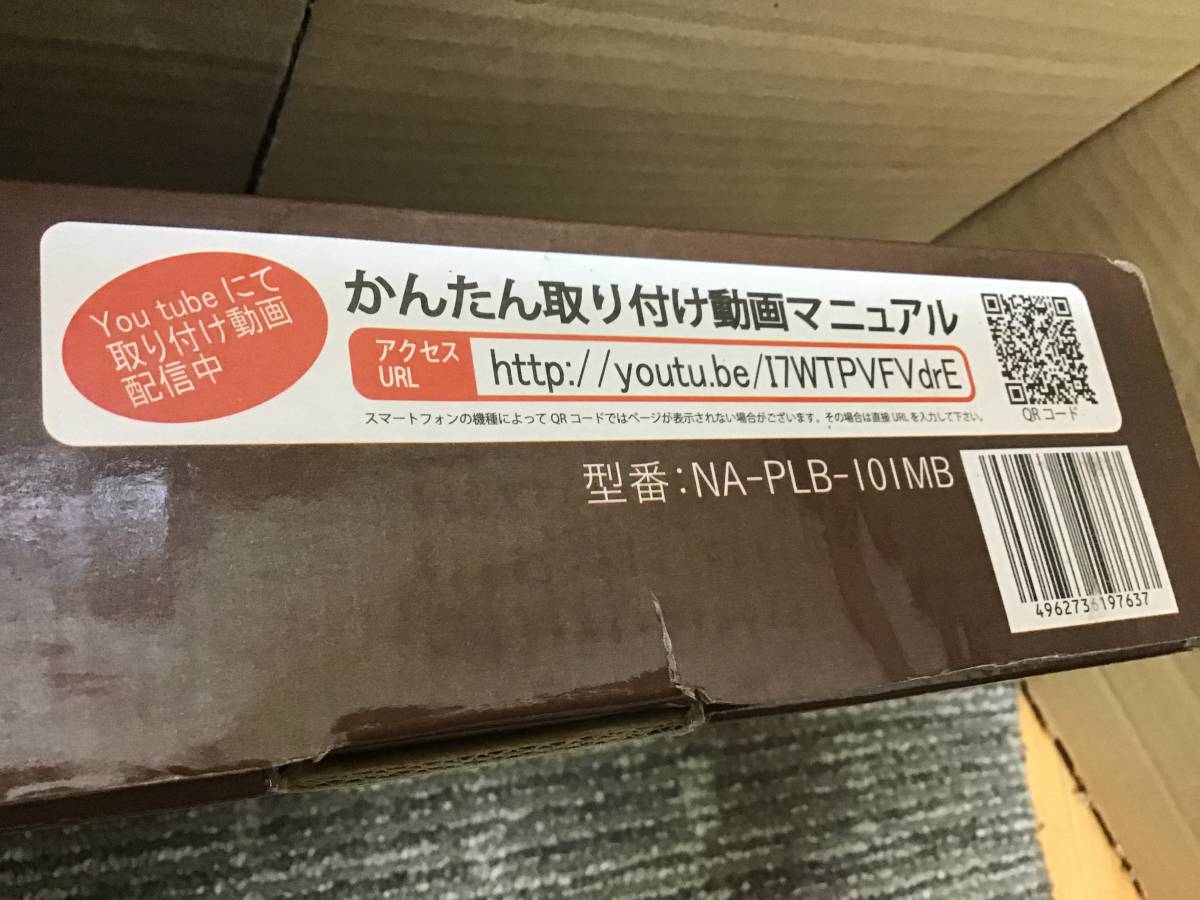 You tubeにて
取り付け動画
配信中
かんたん取り付け動画マニュアル
アクセス
URL
http://youtu.be/I7WTPVFVdrE
スマートフォンの機種によってQRコードではページが表示されない場合がございます。その場合は直接URLを入力して下さい。
QRコード
型番:NA-PLB-101MB
4962736197637